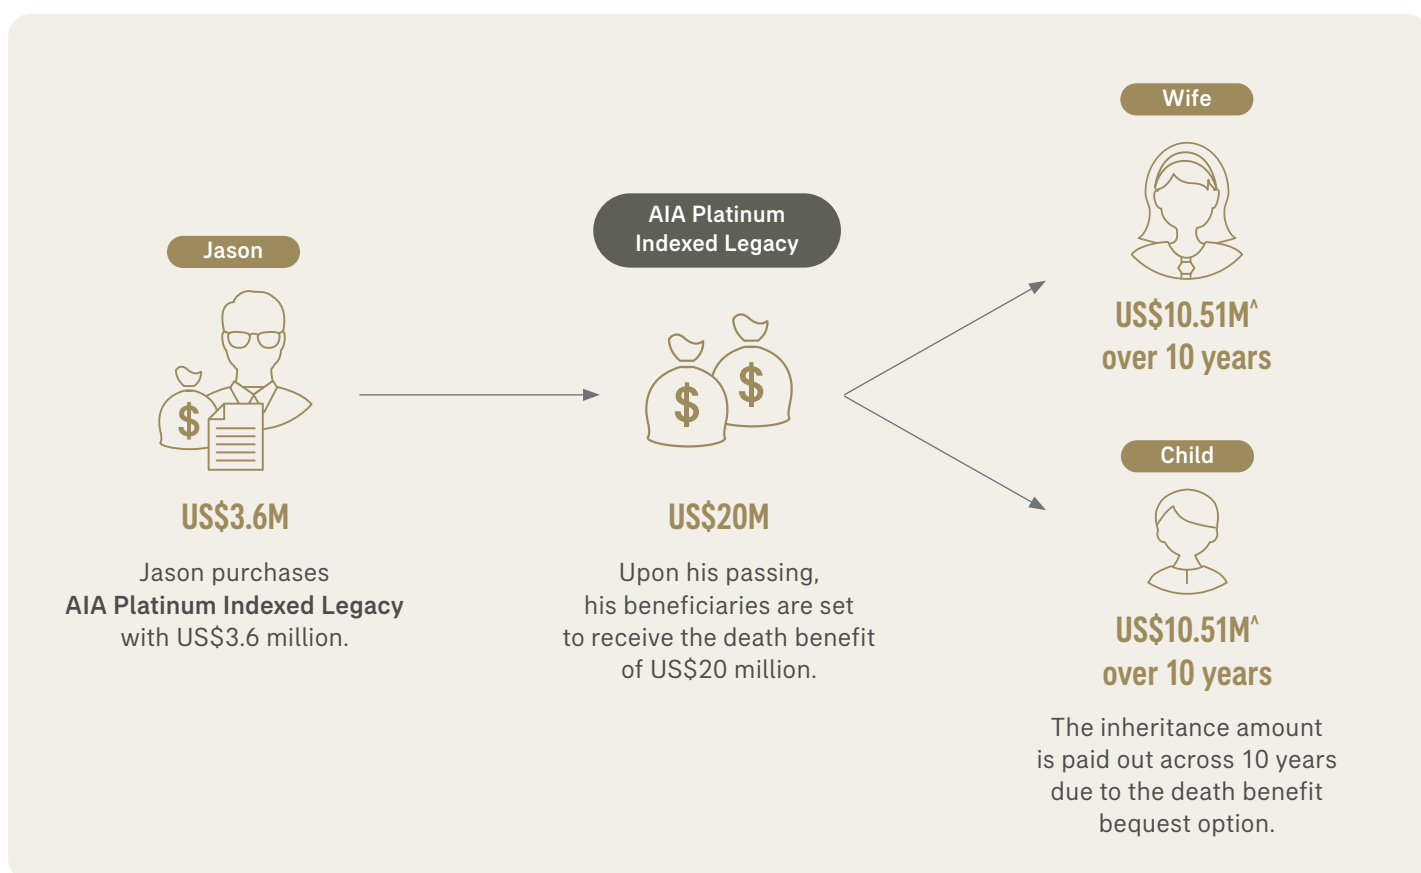 Jason
$
US$3.6M
Jason purchases
AIA Platinum Indexed Legacy
with US$3.6 million.
AIA Platinum
Indexed Legacy
$
$
US$20M
Upon his passing,
his beneficiaries are set
to receive the death benefit
of US$20 million.
Wife
US$10.51M^
over 10 years
Child
US$10.51M^
over 10 years
The inheritance amount
is paid out across 10 years
due to the death benefit
bequest option.